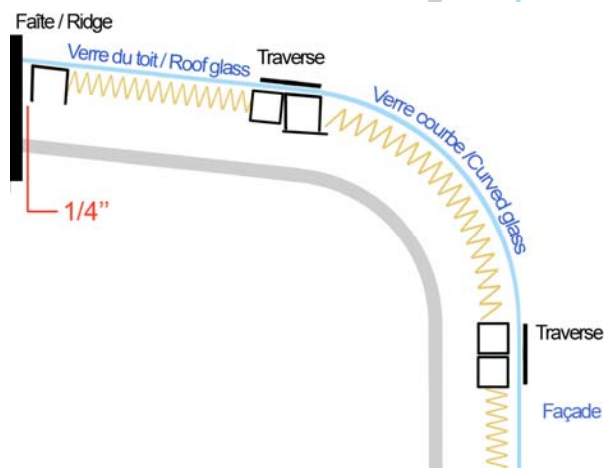 Faîte / Ridge
Verre du toit / Roof glass
Traverse
Verre courbe /Curved glass
1/4’’
Traverse
Façade